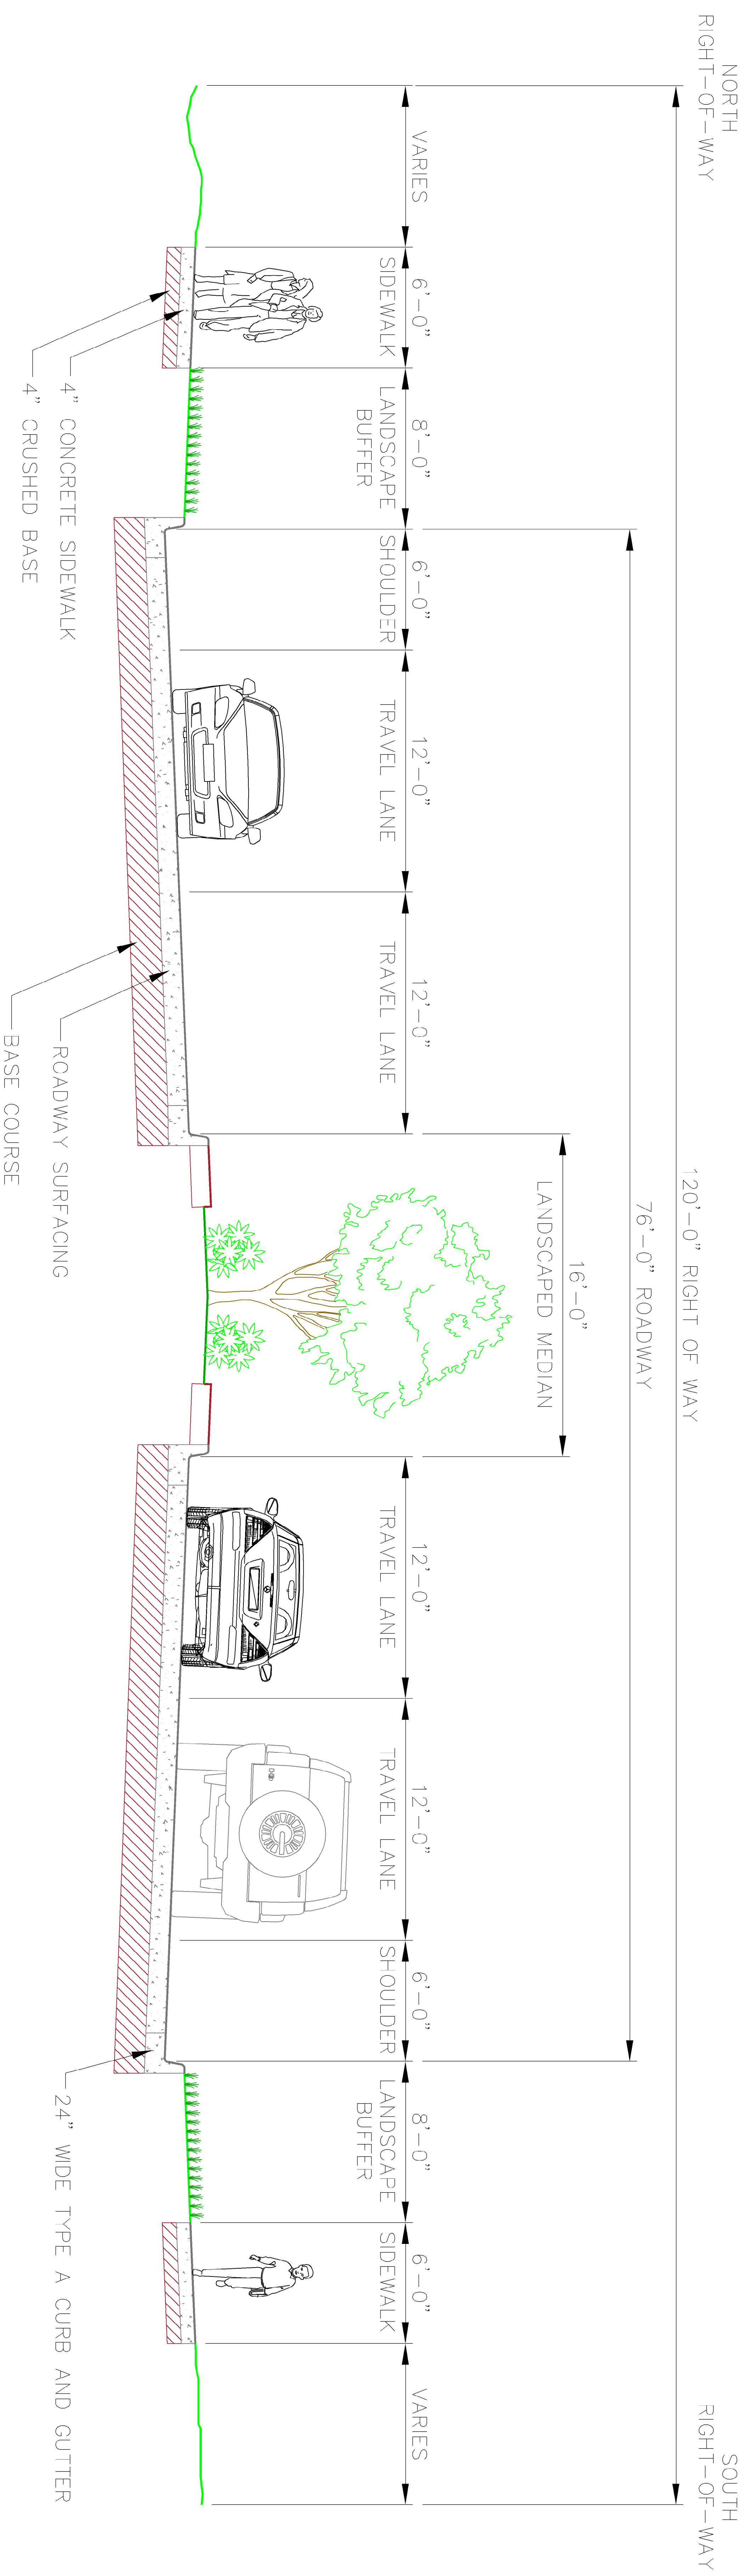 NORTH
RIGHT-OF-WAY
SOUTH
RIGHT-OF-WAY
120'-0" RIGHT OF WAY
76'-0" ROADWAY
16'-0"
LANDSCAPED MEDIAN
VARIES
6'-0"
SIDEWALK
8'-0"
LANDSCAPE
BUFFER
6'-0"
SHOULDER
12'-0"
TRAVEL LANE
12'-0"
TRAVEL LANE
12'-0"
TRAVEL LANE
12'-0"
TRAVEL LANE
6'-0"
SHOULDER
8'-0"
LANDSCAPE
BUFFER
6'-0"
SIDEWALK
VARIES
4" CONCRETE SIDEWALK
4" CRUSHED BASE
ROADWAY SURFACING
BASE COURSE
24" WIDE TYPE A CURB AND GUTTER